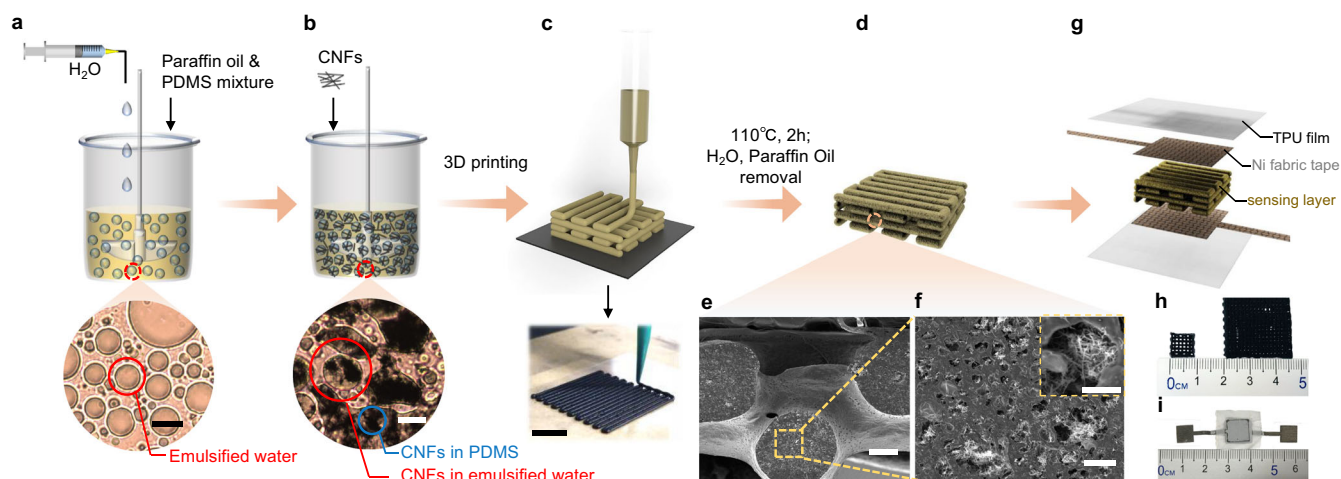 a
H₂O
Paraffin oil &
PDMS mixture
Emulsified water
b
CNFs
CNFs in PDMS
CNFs in emulsified water
3D printing
c
110℃, 2h;
H₂O, Paraffin Oil
removal
d
e
f
g
TPU film
Ni fabric tape
sensing layer
h
0CM 1 2 3 4 5
i
0CM 1 2 3 4 5 6